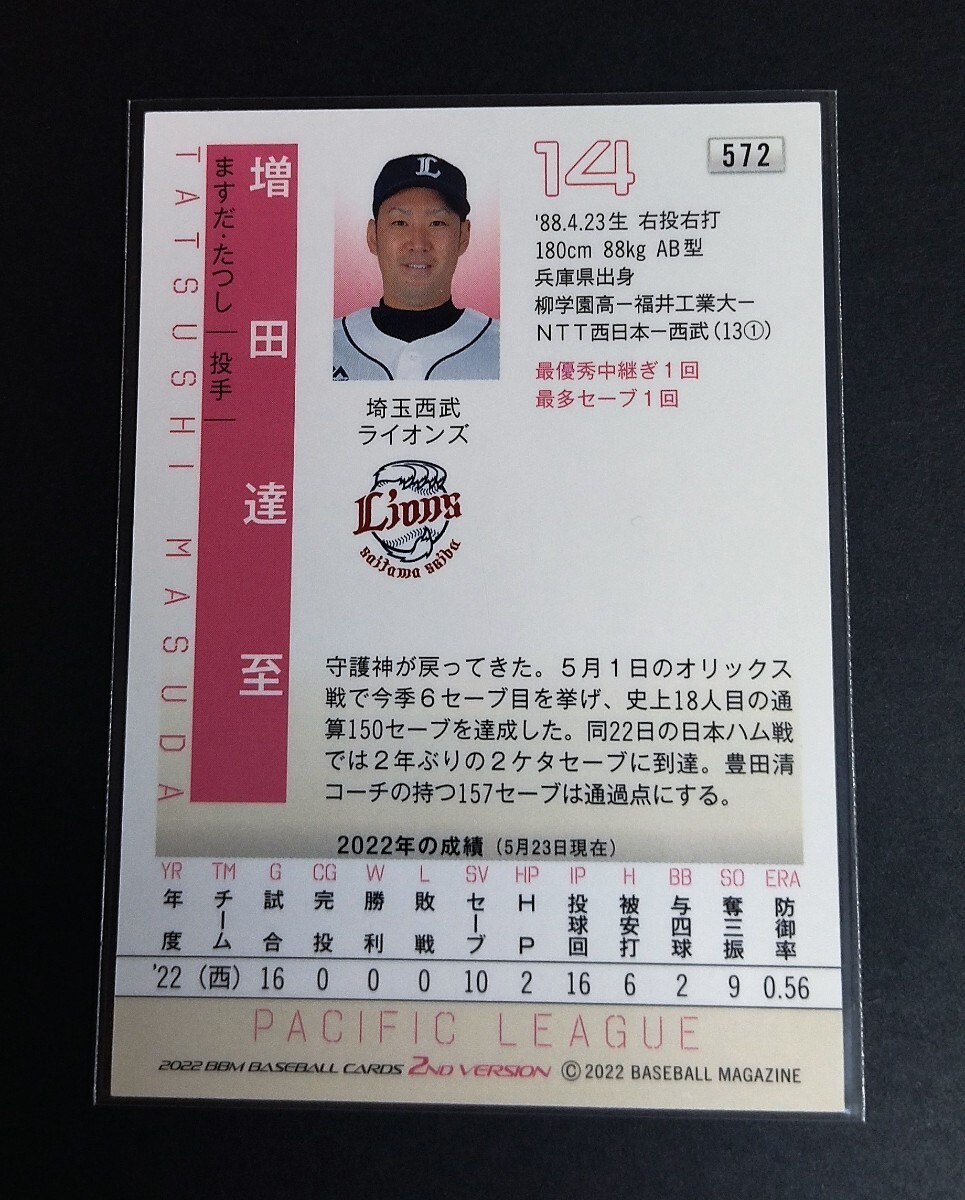 TATSUSHI MASUDA
ますだ・たつし｜投手｜
増田達至
L
14
572
'88.4.23生 右投右打
180cm 88kg AB型
兵庫県出身
柳学園高ー福井工業大ー
NTT西日本ー西武(13①)
最優秀中継ぎ1回
最多セーブ1回
埼玉西武
ライオンズ
Lions
saitama seibu
守護神が戻ってきた。5月1日のオリックス
戦で今季6セーブ目を挙げ、史上18人目の通
算150セーブを達成した。同22日の日本ハム戦
では2年ぶりの2ケタセーブに到達。豊田清
コーチの持つ157セーブは通過点にする。
2022年の成績(5月23日現在)
YR TM G CG W L SV HP IP H BB SO ERA
年度 チーム 試合 完投 勝利 敗戦 セーブ HP 投球回 被安打 与四球 奪三振 防御率
'22 (西) 16 0 0 0 10 2 16 6 2 9 0.56
PACIFIC LEAGUE
2022 BBM BASEBALL CARDS 2ND VERSION ©2022 BASEBALL MAGAZINE